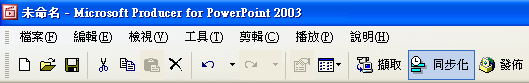 未命名 - Microsoft Producer for PowerPoint 2003
檔案(F) 編輯(E) 檢視(V) 工具(T) 剪輯(C) 播放(P) 說明(H)
擷取 同步化 發佈